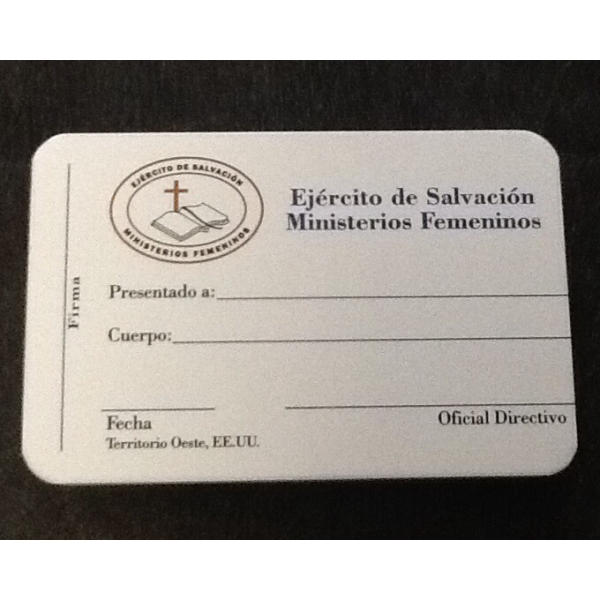 EJÉRCITO DE SALVACIÓN
MINISTERIOS FEMENINOS
Ejército de Salvación
Ministerios Femeninos
Firma
Presentado a:
Cuerpo:
Fecha
Oficial Directivo
Territorio Oeste, EE.UU.